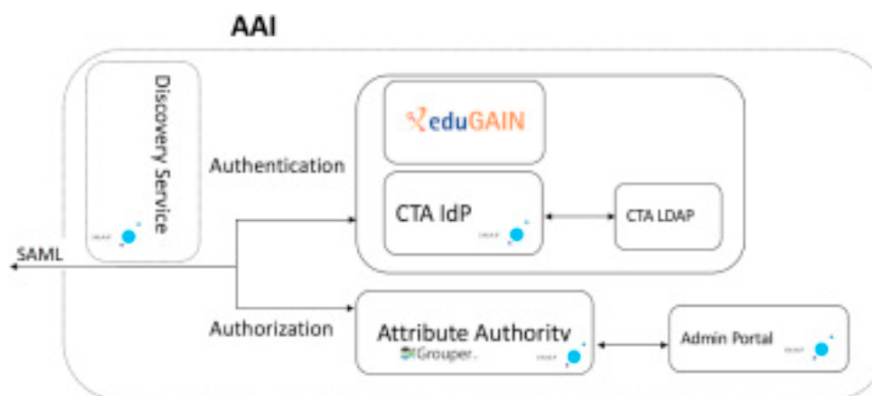 AAI
Discovery Service
eduGAIN
Authentication
CTA IdP
CTA LDAP
SAML
Authorization
Attribute Authority
Grouper
Admin Portal